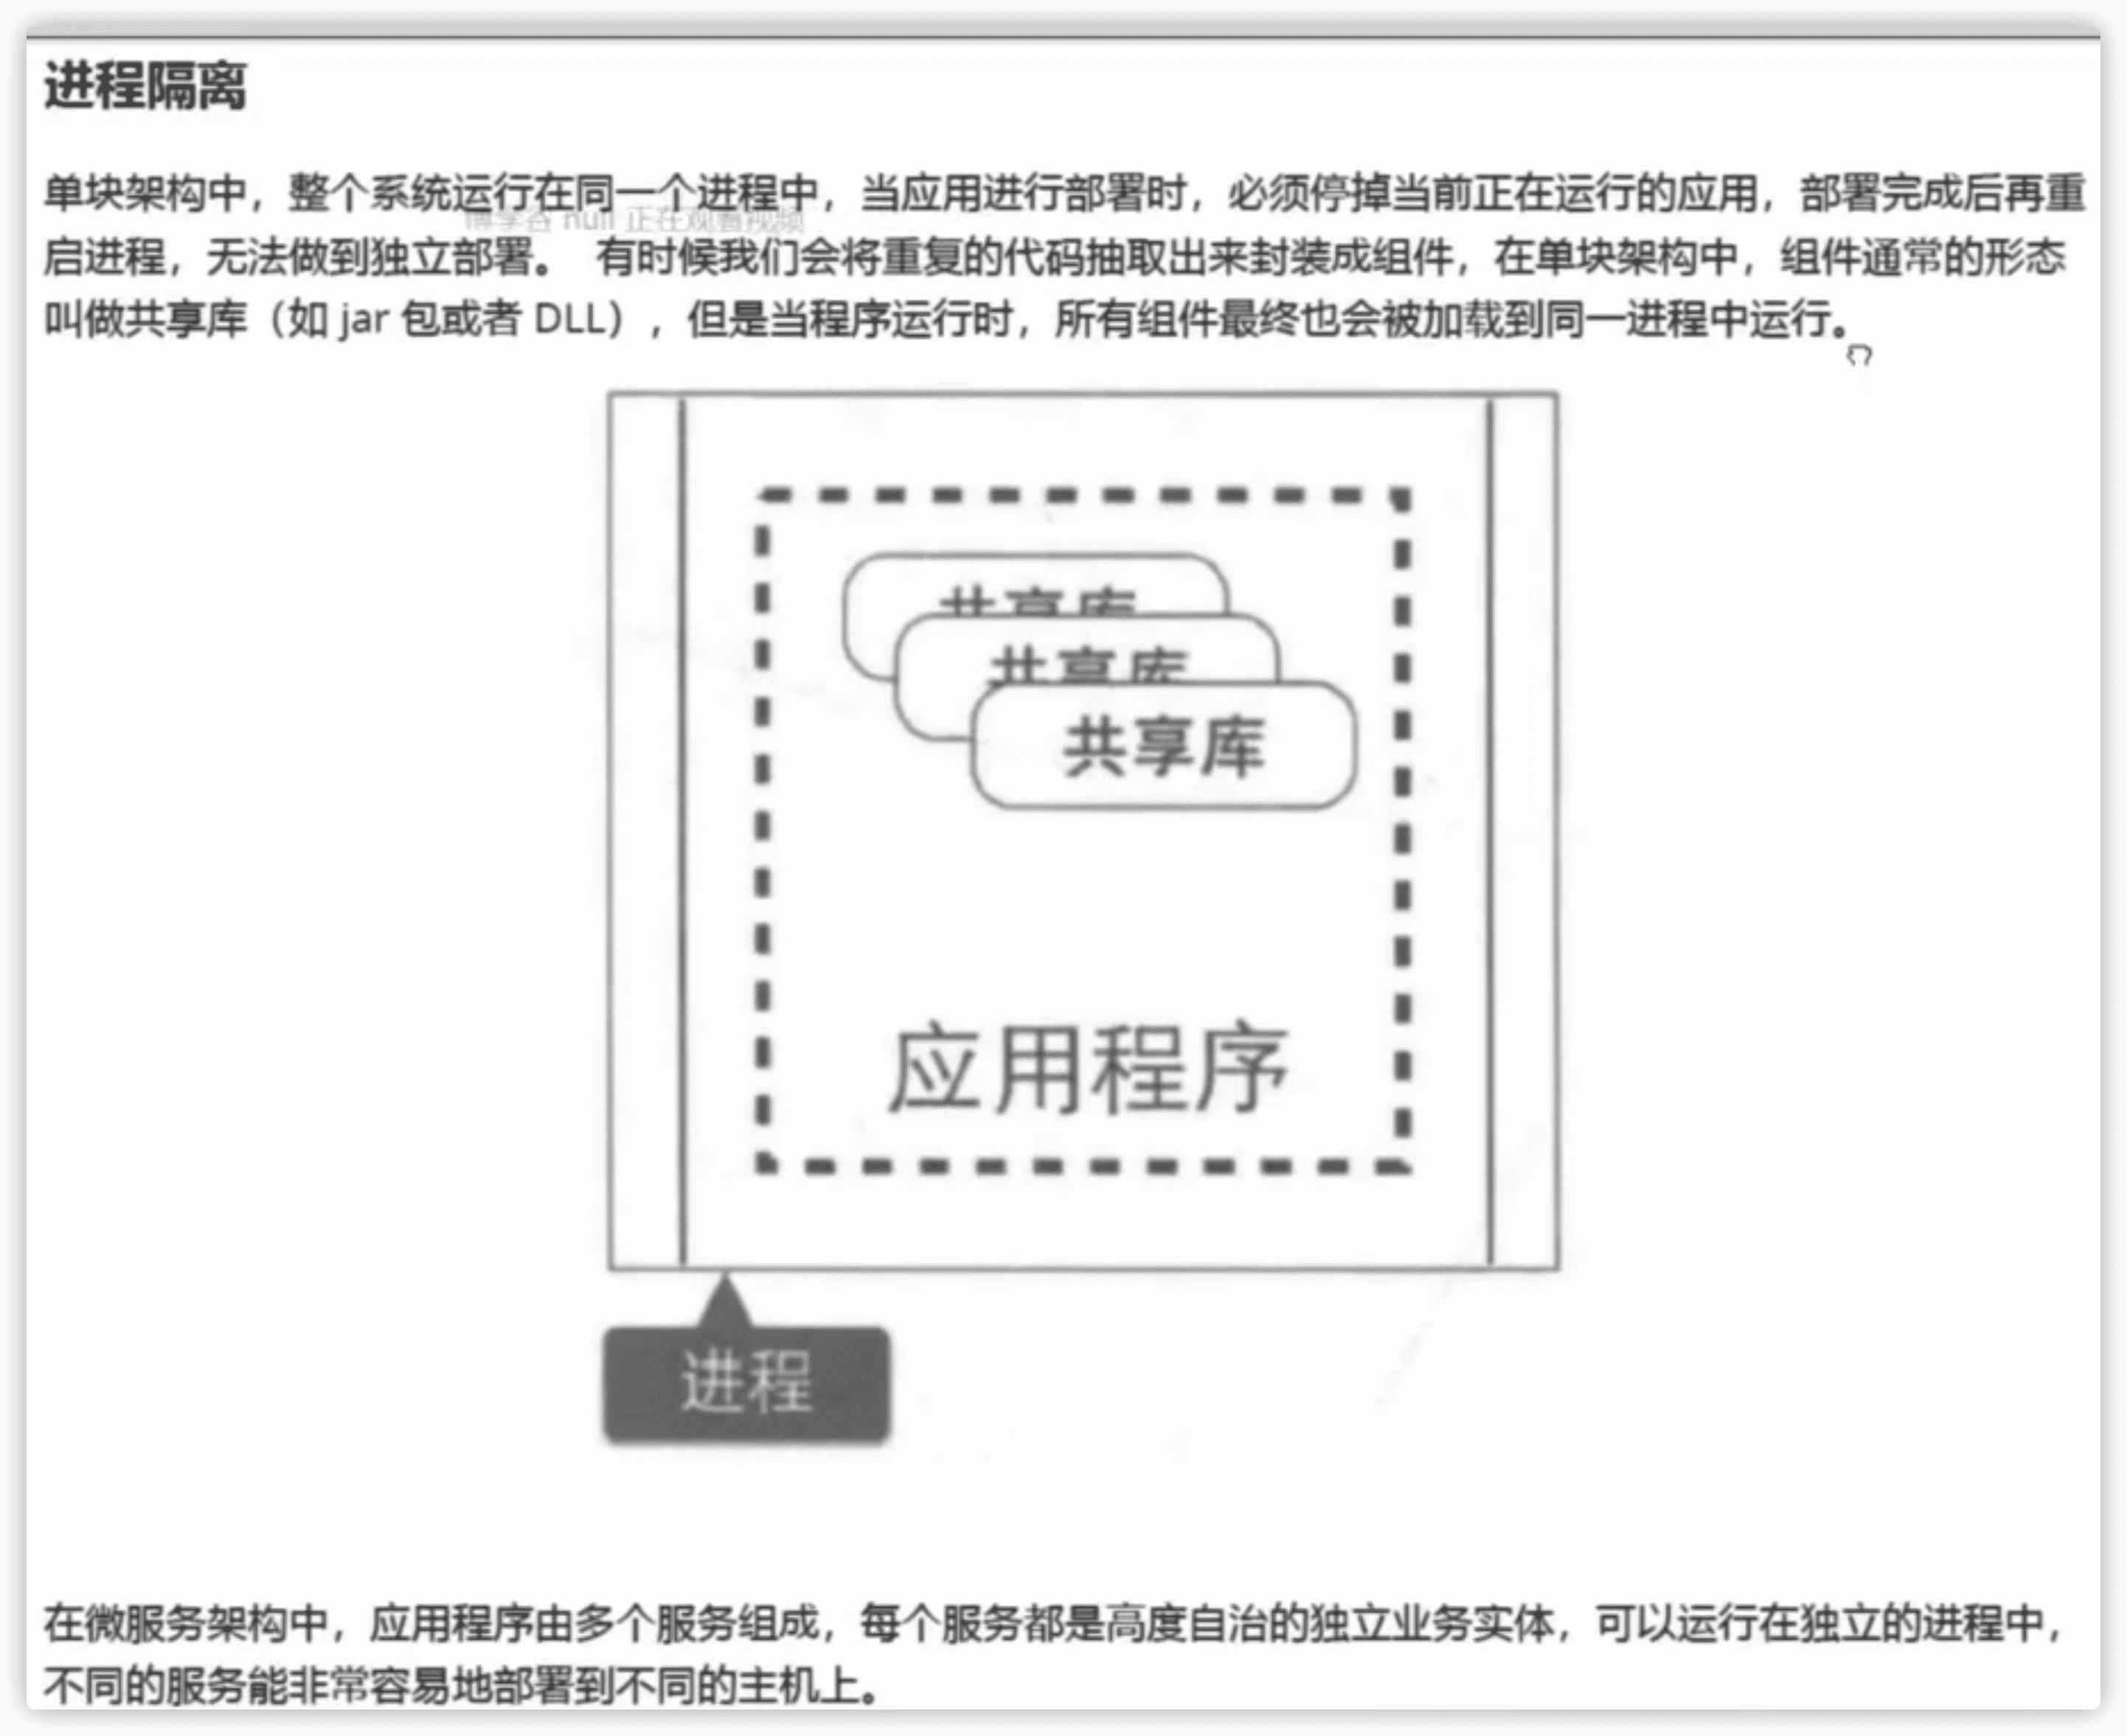 进程隔离
单块架构中，整个系统运行在同一个进程中，当应用进行部署时，必须停掉当前正在运行的应用，部署完成后再重
博学谷 null 正在观看视频
启进程，无法做到独立部署。 有时候我们会将重复的代码抽取出来封装成组件，在单块架构中，组件通常的形态
叫做共享库（如 jar 包或者 DLL），但是当程序运行时，所有组件最终也会被加载到同一进程中运行。
共享库
共享库
共享库
应用程序
进程
在微服务架构中，应用程序由多个服务组成，每个服务都是高度自治的独立业务实体，可以运行在独立的进程中，
不同的服务能非常容易地部署到不同的主机上。